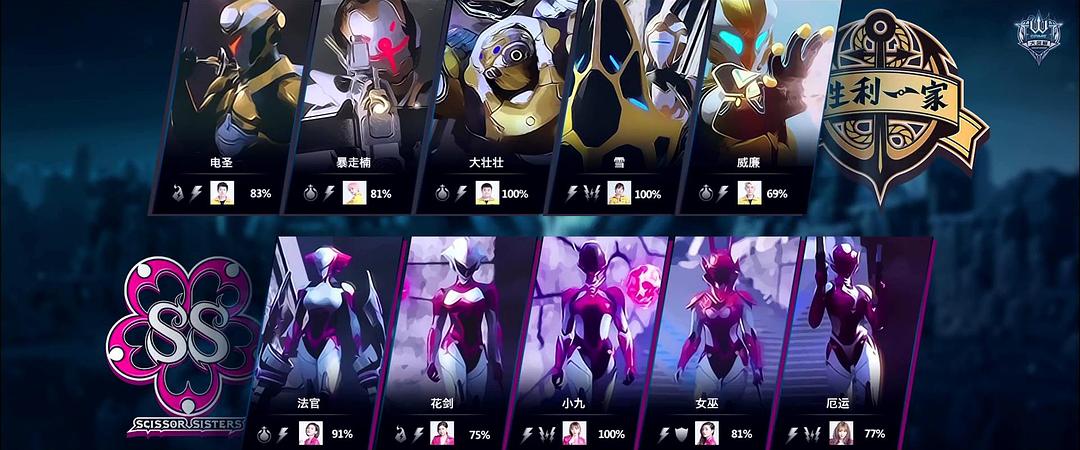 电圣
暴走楠
大壮壮
雪
威廉
83%
81%
100%
100%
69%
胜利一家
SS
SCISSOR SISTERS
法官
花剑
小九
女巫
厄运
91%
75%
100%
81%
77%